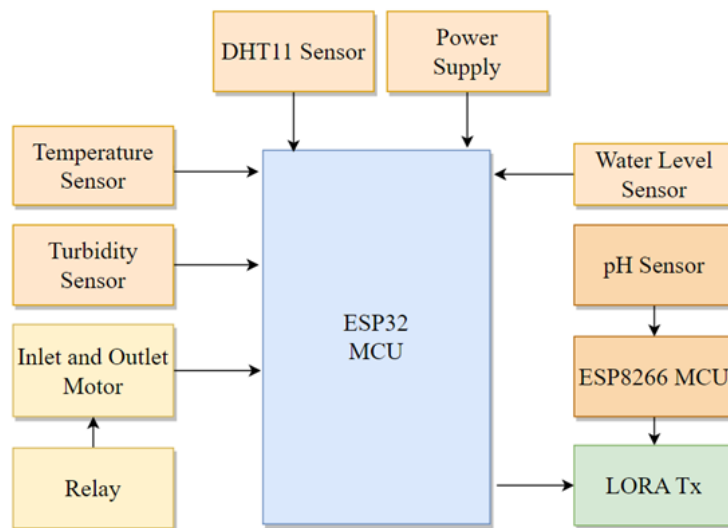 DHT11 Sensor
Power
Supply
Temperature
Sensor
Water Level
Sensor
Turbidity
Sensor
pH Sensor
ESP32
MCU
Inlet and Outlet
Motor
ESP8266 MCU
Relay
LORA Tx